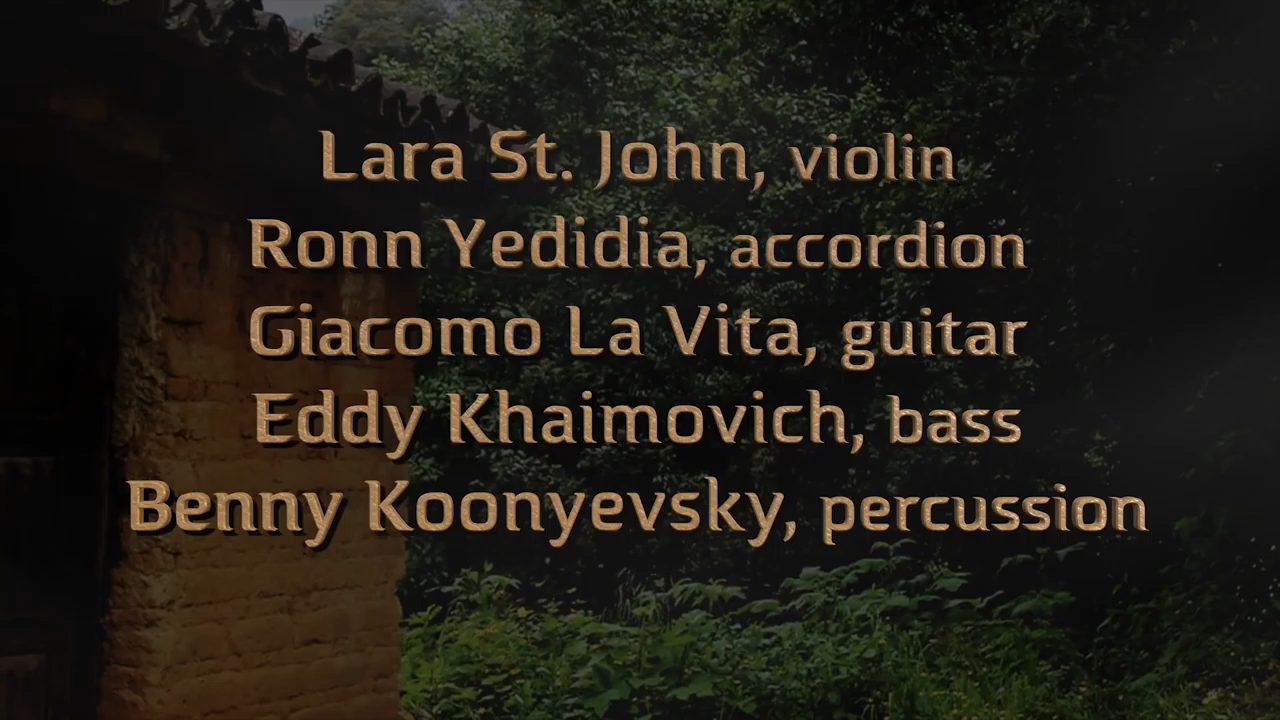 Lara St. John, violin
Ronn Yedidia, accordion
Giacomo La Vita, guitar
Eddy Khaimovich, bass
Benny Koonyevsky, percussion